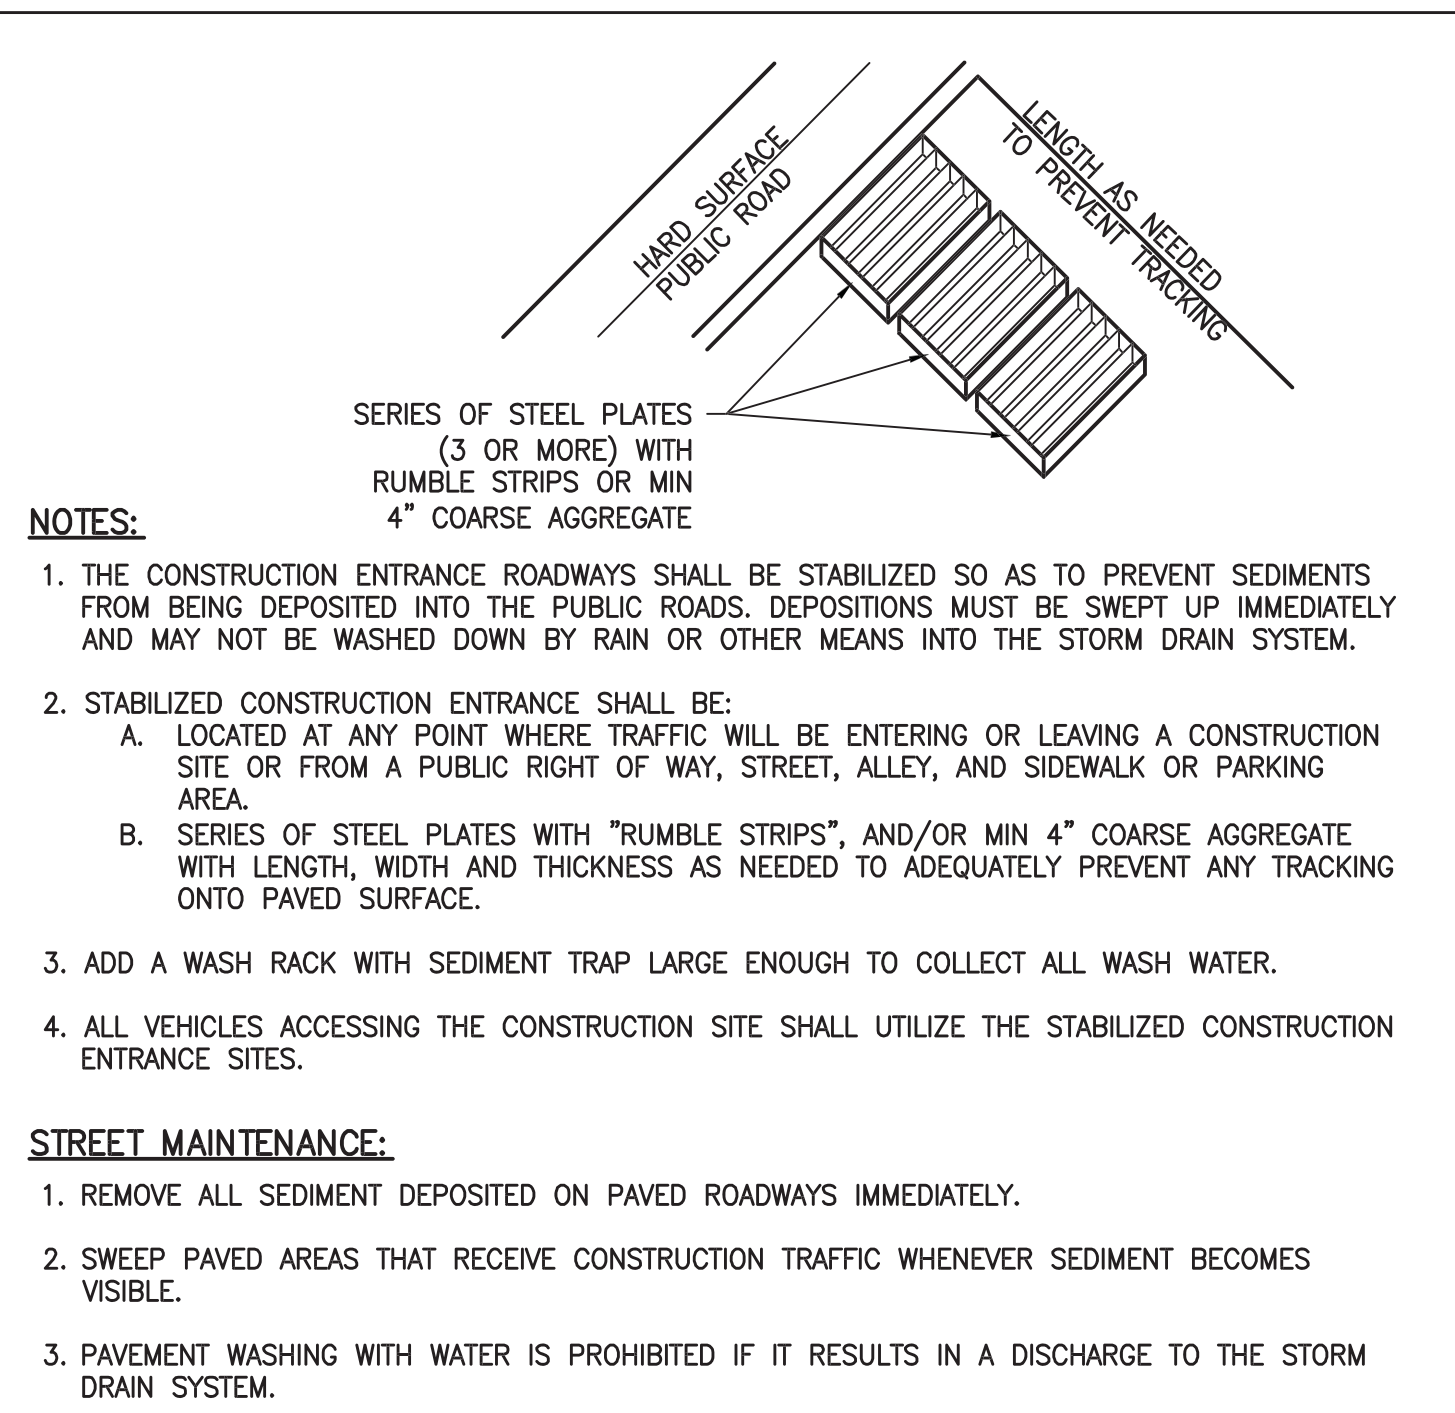 HARD SURFACE
PUBLIC ROAD
LENGTH AS NEEDED
TO PREVENT TRACKING
SERIES OF STEEL PLATES
(3 OR MORE) WITH
RUMBLE STRIPS OR MIN
4" COARSE AGGREGATE
NOTES:
1. THE CONSTRUCTION ENTRANCE ROADWAYS SHALL BE STABILIZED SO AS TO PREVENT SEDIMENTS
FROM BEING DEPOSITED INTO THE PUBLIC ROADS. DEPOSITIONS MUST BE SWEPT UP IMMEDIATELY
AND MAY NOT BE WASHED DOWN BY RAIN OR OTHER MEANS INTO THE STORM DRAIN SYSTEM.
2. STABILIZED CONSTRUCTION ENTRANCE SHALL BE:
A. LOCATED AT ANY POINT WHERE TRAFFIC WILL BE ENTERING OR LEAVING A CONSTRUCTION
SITE OR FROM A PUBLIC RIGHT OF WAY, STREET, ALLEY, AND SIDEWALK OR PARKING
AREA.
B. SERIES OF STEEL PLATES WITH "RUMBLE STRIPS", AND/OR MIN 4" COARSE AGGREGATE
WITH LENGTH, WIDTH AND THICKNESS AS NEEDED TO ADEQUATELY PREVENT ANY TRACKING
ONTO PAVED SURFACE.
3. ADD A WASH RACK WITH SEDIMENT TRAP LARGE ENOUGH TO COLLECT ALL WASH WATER.
4. ALL VEHICLES ACCESSING THE CONSTRUCTION SITE SHALL UTILIZE THE STABILIZED CONSTRUCTION
ENTRANCE SITES.
STREET MAINTENANCE:
1. REMOVE ALL SEDIMENT DEPOSITED ON PAVED ROADWAYS IMMEDIATELY.
2. SWEEP PAVED AREAS THAT RECEIVE CONSTRUCTION TRAFFIC WHENEVER SEDIMENT BECOMES
VISIBLE.
3. PAVEMENT WASHING WITH WATER IS PROHIBITED IF IT RESULTS IN A DISCHARGE TO THE STORM
DRAIN SYSTEM.